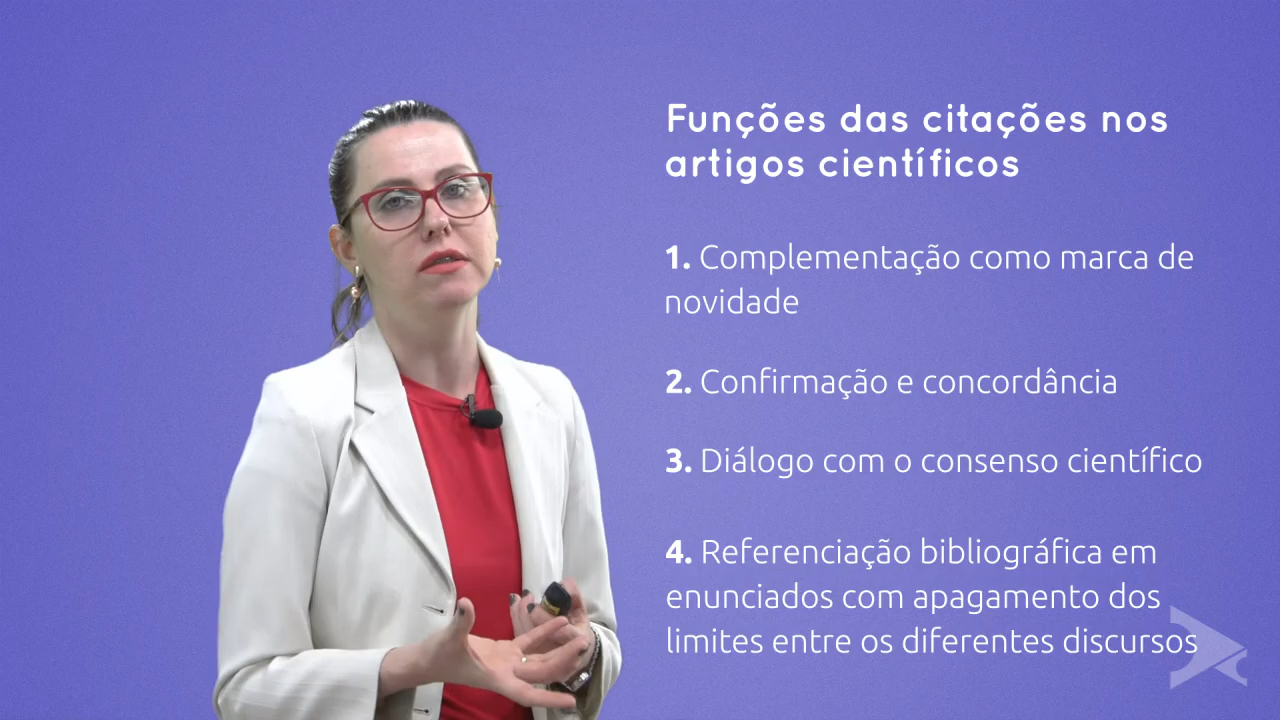 Funções das citações nos
artigos científicos
1. Complementação como marca de
novidade
2. Confirmação e concordância
3. Diálogo com o consenso científico
4. Referenciação bibliográfica em
enunciados com apagamento dos
limites entre os diferentes discursos